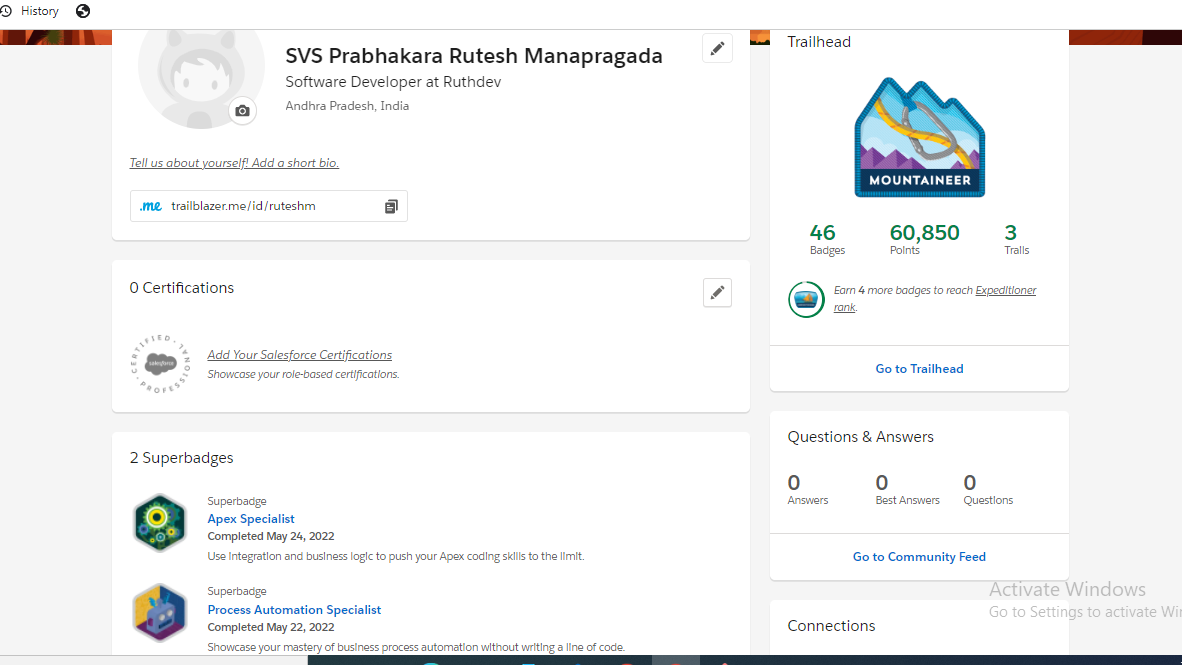 History
SVS Prabhakara Rutesh Manapragada
Software Developer at Ruthdev
Andhra Pradesh, India
Tell us about yourself! Add a short bio.
.me trailblazer.me/id/ruteshm
0 Certifications
CERTIFIED PROFESSIONAL
salesforce
Add Your Salesforce Certifications
Showcase your role-based certifications.
2 Superbadges
Superbadge
Apex Specialist
Completed May 24, 2022
Use integration and business logic to push your Apex coding skills to the limit.
Superbadge
Process Automation Specialist
Completed May 22, 2022
Showcase your mastery of business process automation without writing a line of code.
Trailhead
MOUNTAINEER
46 60,850 3
Badges Points Trails
Earn 4 more badges to reach Expeditioner
rank.
Go to Trailhead
Questions & Answers
0 0 0
Answers Best Answers Questions
Go to Community Feed
Activate Windows
Go to Settings to activate Wi
Connections